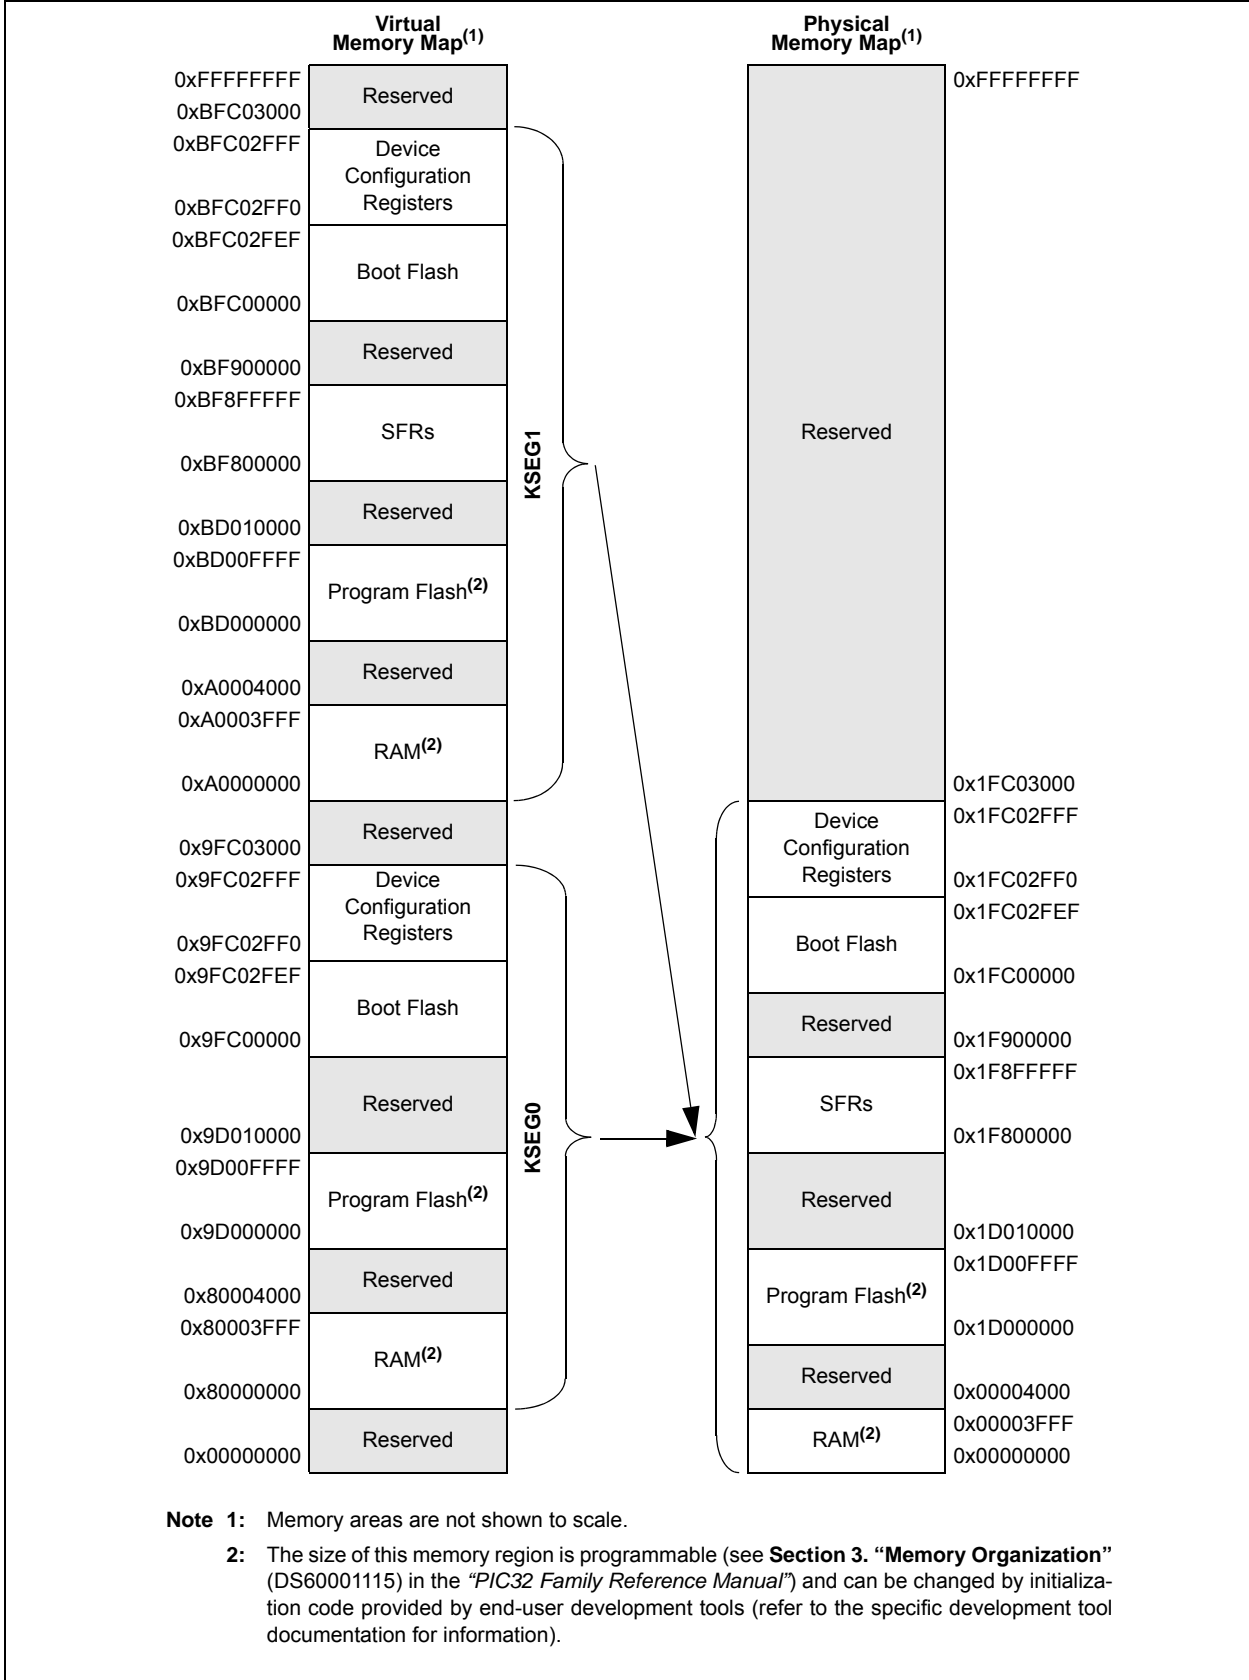 Virtual
Memory Map(1)
Physical
Memory Map(1)
0xFFFFFFFF
Reserved
0xBFC03000
0xBFC02FFF
Device
Configuration
Registers
0xBFC02FF0
0xBFC02FEF
Boot Flash
0xBFC00000
Reserved
0xBF900000
0xBF8FFFFF
SFRs
0xBF800000
Reserved
0xBD010000
0xBD00FFFF
Program Flash(2)
0xBD000000
Reserved
0xA0004000
0xA0003FFF
RAM(2)
0xA0000000
Reserved
0x9FC03000
0x9FC02FFF
Device
Configuration
Registers
0x9FC02FF0
0x9FC02FEF
Boot Flash
0x9FC00000
Reserved
0x9D010000
0x9D00FFFF
Program Flash(2)
0x9D000000
Reserved
0x80004000
0x80003FFF
RAM(2)
0x80000000
Reserved
0x00000000
KSEG1
KSEG0
0xFFFFFFFF
Reserved
0x1FC03000
0x1FC02FFF
Device
Configuration
Registers
0x1FC02FF0
0x1FC02FEF
Boot Flash
0x1FC00000
Reserved
0x1F900000
0x1F8FFFFF
SFRs
0x1F800000
Reserved
0x1D010000
0x1D00FFFF
Program Flash(2)
0x1D000000
Reserved
0x00004000
0x00003FFF
RAM(2)
0x00000000
Note 1: Memory areas are not shown to scale.
2: The size of this memory region is programmable (see Section 3. “Memory Organization”
(DS60001115) in the “PIC32 Family Reference Manual”) and can be changed by initializa-
tion code provided by end-user development tools (refer to the specific development tool
documentation for information).